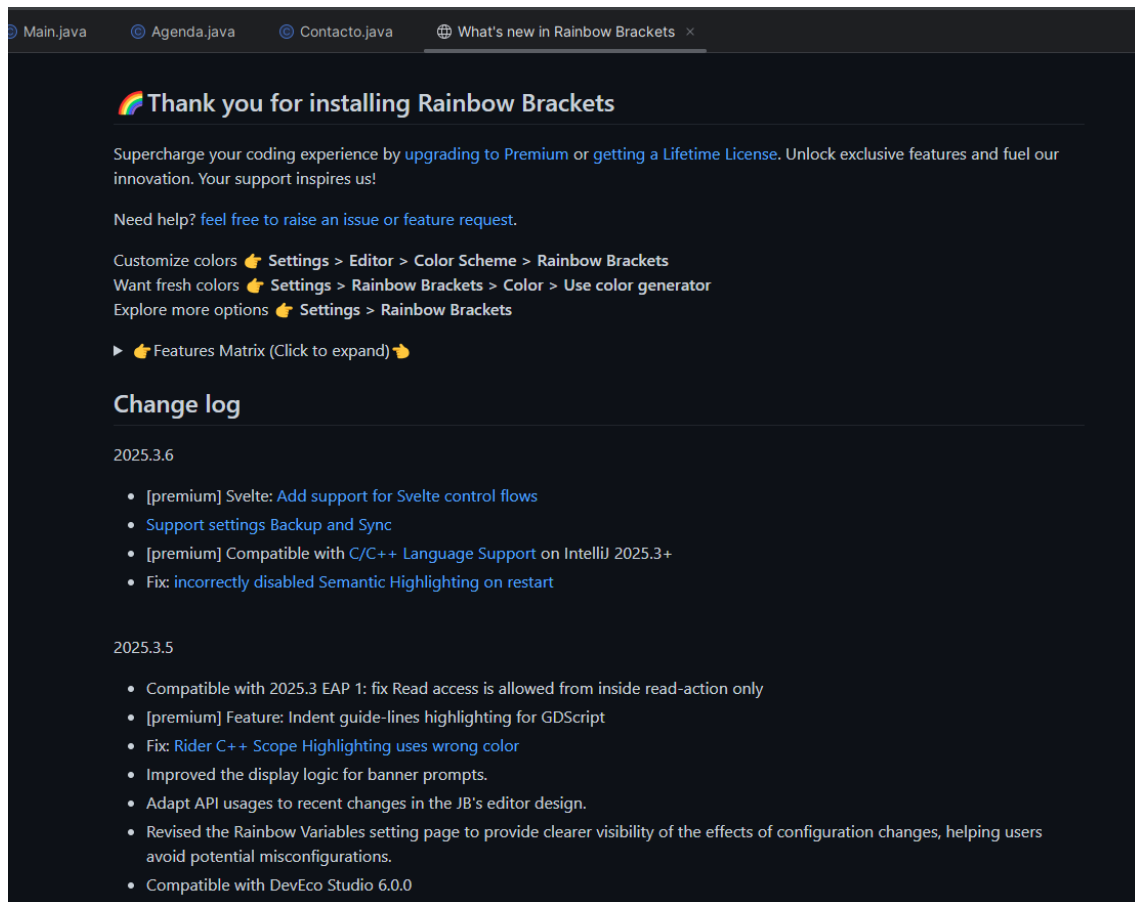 Main.java
Agenda.java
Contacto.java
What's new in Rainbow Brackets
Thank you for installing Rainbow Brackets
Supercharge your coding experience by upgrading to Premium or getting a Lifetime License. Unlock exclusive features and fuel our
innovation. Your support inspires us!
Need help? feel free to raise an issue or feature request.
Customize colors 👉 Settings > Editor > Color Scheme > Rainbow Brackets
Want fresh colors 👉 Settings > Rainbow Brackets > Color > Use color generator
Explore more options 👉 Settings > Rainbow Brackets
👉Features Matrix (Click to expand)👈
Change log
2025.3.6
• [premium] Svelte: Add support for Svelte control flows
• Support settings Backup and Sync
• [premium] Compatible with C/C++ Language Support on IntelliJ 2025.3+
• Fix: incorrectly disabled Semantic Highlighting on restart
2025.3.5
• Compatible with 2025.3 EAP 1: fix Read access is allowed from inside read-action only
• [premium] Feature: Indent guide-lines highlighting for GDScript
• Fix: Rider C++ Scope Highlighting uses wrong color
• Improved the display logic for banner prompts.
• Adapt API usages to recent changes in the JB's editor design.
• Revised the Rainbow Variables setting page to provide clearer visibility of the effects of configuration changes, helping users
avoid potential misconfigurations.
• Compatible with DevEco Studio 6.0.0